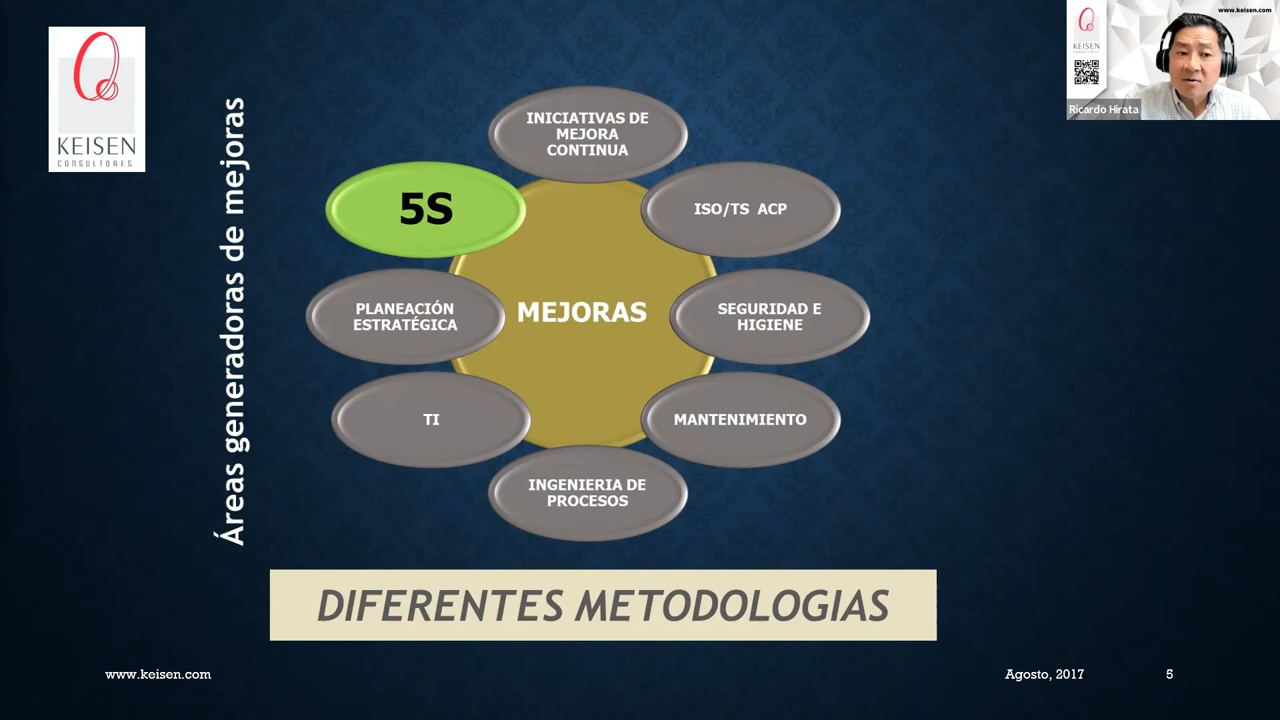 KEISEN
CONSULTORES
Áreas generadoras de mejoras
INICIATIVAS DE
MEJORA
CONTINUA
5S
ISO/TS ACP
PLANEACIÓN
ESTRATÉGICA
MEJORAS
SEGURIDAD E
HIGIENE
TI
MANTENIMIENTO
INGENIERIA DE
PROCESOS
DIFERENTES METODOLOGIAS
www.keisen.com
Agosto, 2017
5
www.keisen.com
KEISEN
Ricardo Hirata